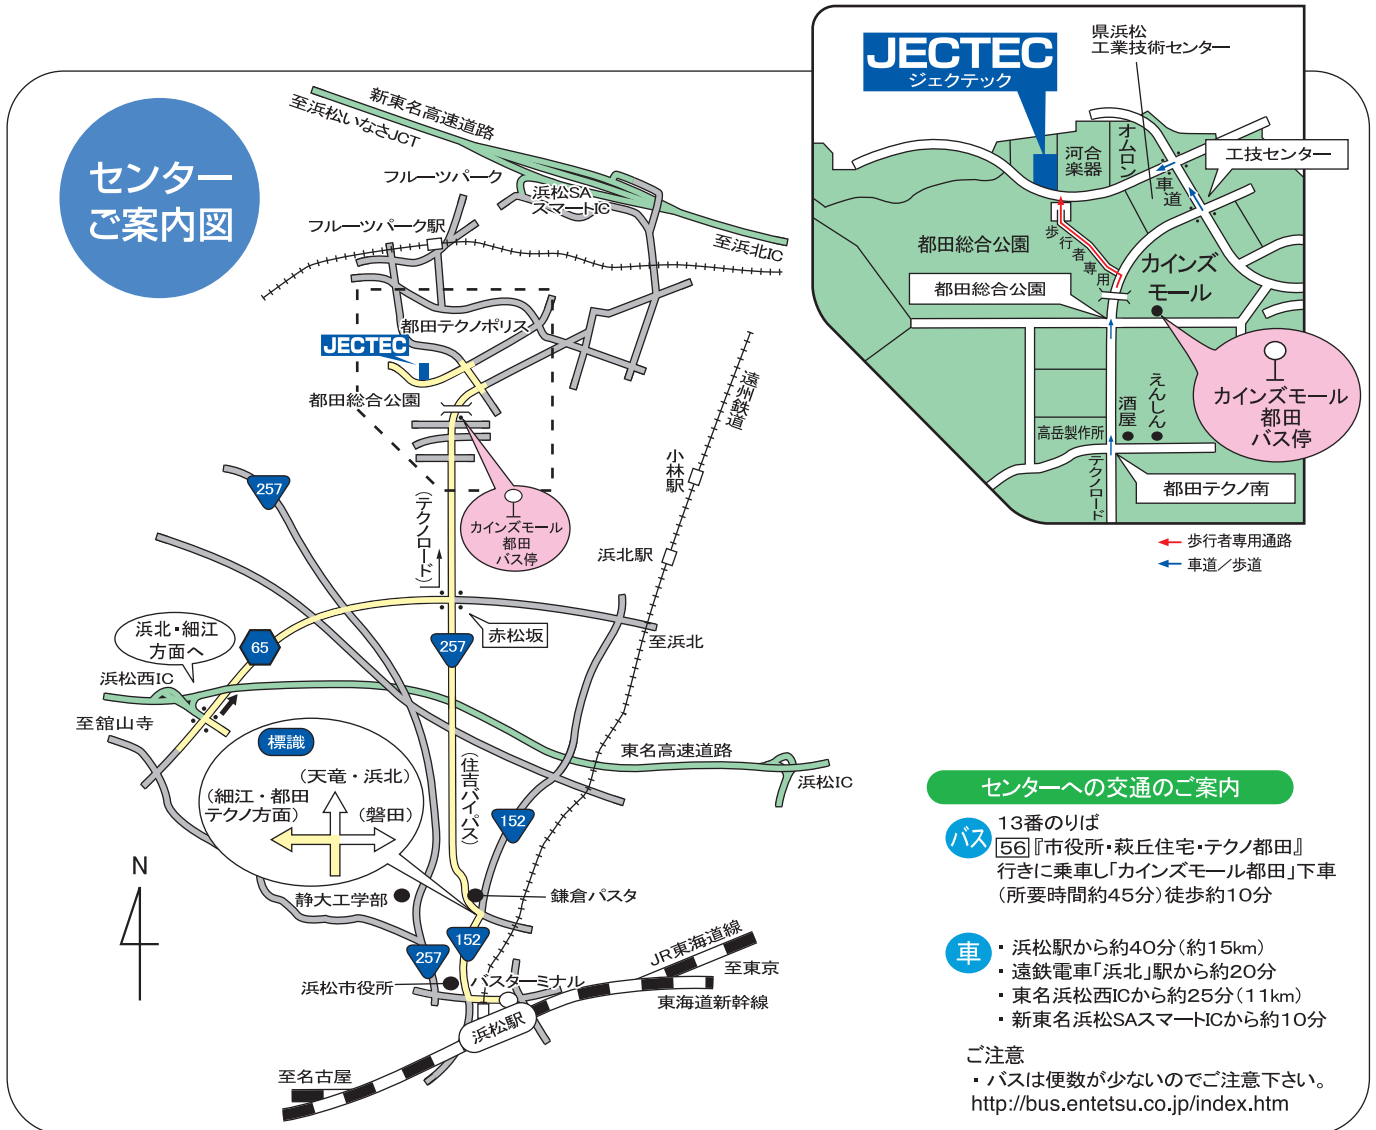 センター
ご案内図
新東名高速道路
至浜松いなさJCT
フルーツパーク
浜松SA
スマートIC
フルーツパーク駅
至浜北IC
都田テクノポリス
JECTEC
都田総合公園
遠州鉄道
小林駅
257
(テクノロード)
カインズモール
都田
バス停
浜北駅
浜北・細江
方面へ
65
赤松坂
257
至浜北
浜松西IC
至舘山寺
標識
(天竜・浜北)
(細江・都田
テクノ方面)
(磐田)
(住吉バイパス)
東名高速道路
浜松IC
152
N
静大工学部
鎌倉パスタ
152
257
JR東海道線
至東京
浜松市役所
バスターミナル
東海道新幹線
浜松駅
至名古屋
JECTEC
ジェクテック
県浜松
工業技術センター
オムロン
河合
楽器
工技センター
車道
歩行者専用
都田総合公園
カインズ
モール
都田総合公園
カインズモール
都田
バス停
えんしん
酒屋
高岳製作所
テクノロード
都田テクノ南
歩行者専用通路
車道/歩道
センターへの交通のご案内
バス
13番のりば
56『市役所・萩丘住宅・テクノ都田』
行きに乗車し「カインズモール都田」下車
(所要時間約45分)徒歩約10分
車
・浜松駅から約40分(約15km)
・遠鉄電車「浜北」駅から約20分
・東名浜松西ICから約25分(11km)
・新東名浜松SAスマートICから約10分
ご注意
・バスは便数が少ないのでご注意下さい。
http://bus.entetsu.co.jp/index.htm